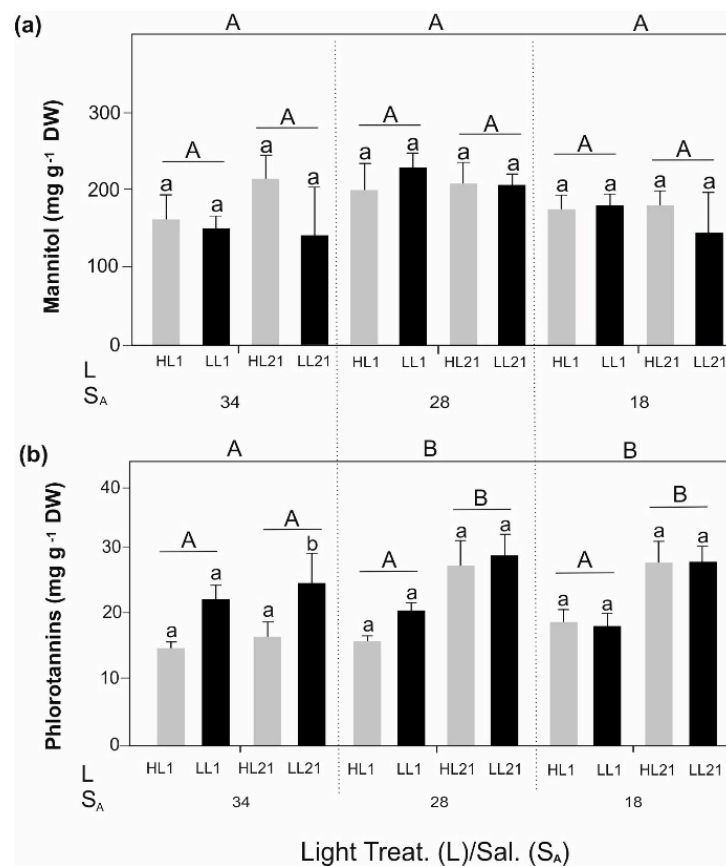 (a)
A A A
Mannitol (mg g⁻¹ DW)
300
200
100
0
A A A A A A
a a a a a a a a a a a a
L HL1 LL1 HL21 LL21 HL1 LL1 HL21 LL21 HL1 LL1 HL21 LL21
SA 34 28 18
(b)
A B B
Phlorotannins (mg g⁻¹ DW)
40
30
20
10
0
A A A B A B
a a a b a a a a a a a a
L HL1 LL1 HL21 LL21 HL1 LL1 HL21 LL21 HL1 LL1 HL21 LL21
SA 34 28 18
Light Treat. (L)/Sal. (SA)